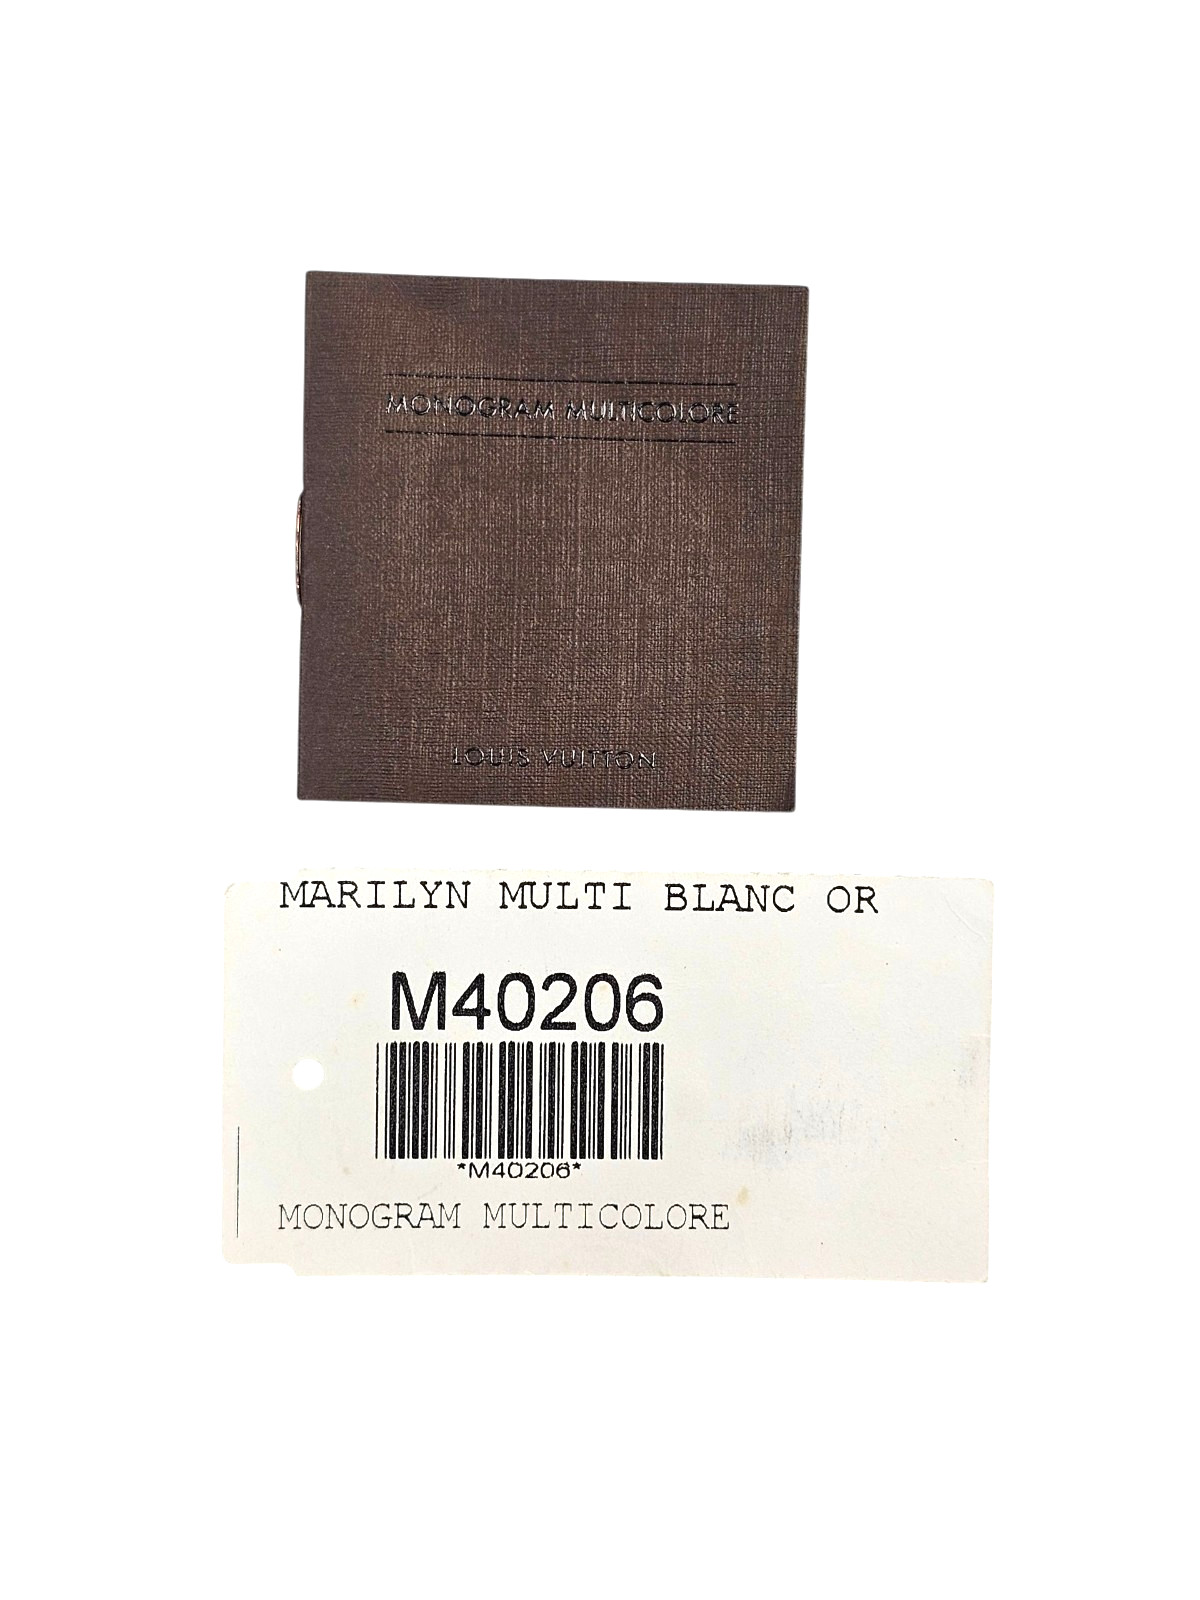 MONOGRAM MULTICOLORE
LOUIS VUITTON
MARILYN MULTI BLANC OR
M40206
*M40206*
MONOGRAM MULTICOLORE